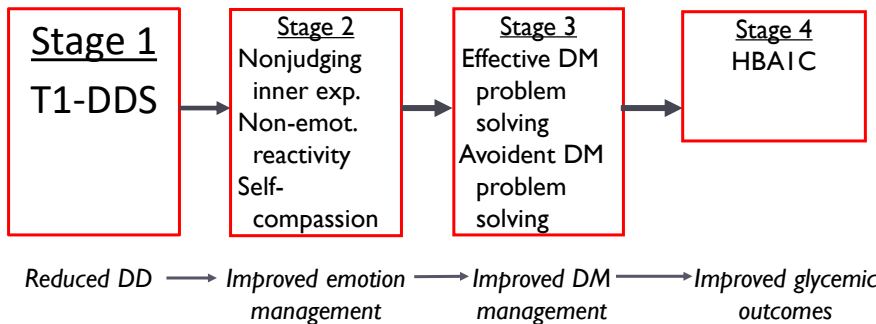 Stage 1
T1-DDS
Stage 2
Nonjudging
inner exp.
Non-emot.
reactivity
Self-
compassion
Stage 3
Effective DM
problem
solving
Avoident DM
problem
solving
Stage 4
HBA1C
Reduced DD
Improved emotion
management
Improved DM
management
Improved glycemic
outcomes